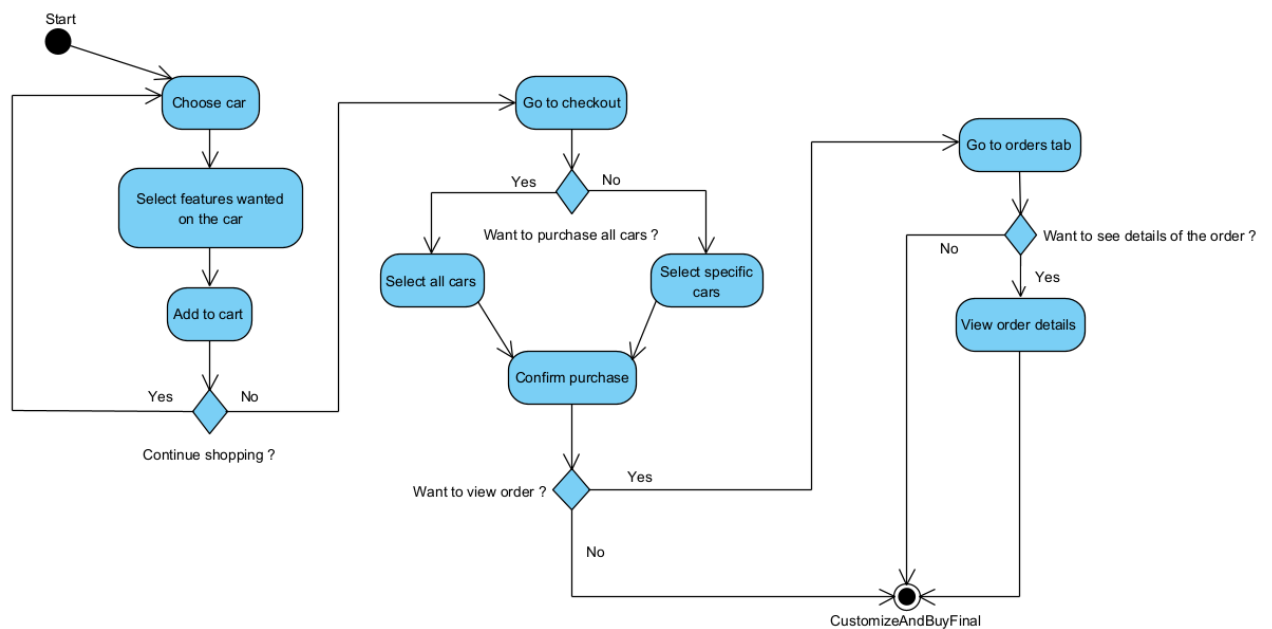 Start
Choose car
Select features wanted
on the car
Add to cart
Yes
No
Continue shopping ?
Go to checkout
Yes
No
Want to purchase all cars ?
Select all cars
Select specific
cars
Confirm purchase
Want to view order ?
Yes
No
Go to orders tab
No
Want to see details of the order ?
Yes
View order details
CustomizeAndBuyFinal